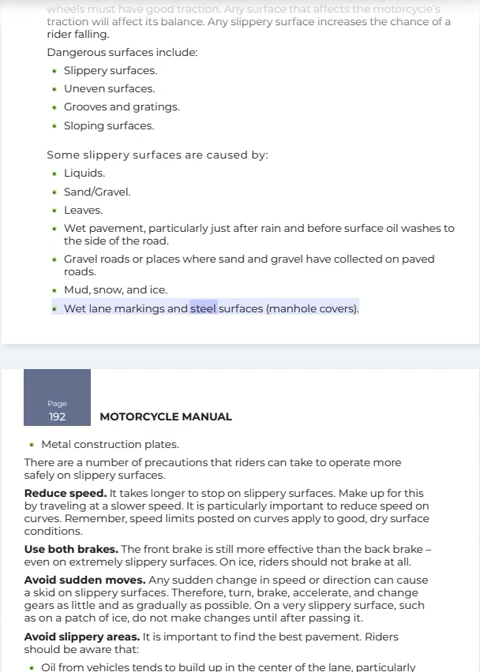 wheels must have good traction. Any surface that affects the motorcycle's
traction will affect its balance. Any slippery surface increases the chance of a
rider falling.
Dangerous surfaces include:
• Slippery surfaces.
• Uneven surfaces.
• Grooves and gratings.
• Sloping surfaces.
Some slippery surfaces are caused by:
• Liquids.
• Sand/Gravel.
• Leaves.
• Wet pavement, particularly just after rain and before surface oil washes to
the side of the road.
• Gravel roads or places where sand and gravel have collected on paved
roads.
• Mud, snow, and ice.
• Wet lane markings and steel surfaces (manhole covers).
Page
192
MOTORCYCLE MANUAL
• Metal construction plates.
There are a number of precautions that riders can take to operate more
safely on slippery surfaces.
Reduce speed. It takes longer to stop on slippery surfaces. Make up for this
by traveling at a slower speed. It is particularly important to reduce speed on
curves. Remember, speed limits posted on curves apply to good, dry surface
conditions.
Use both brakes. The front brake is still more effective than the back brake –
even on extremely slippery surfaces. On ice, riders should not brake at all.
Avoid sudden moves. Any sudden change in speed or direction can cause
a skid on slippery surfaces. Therefore, turn, brake, accelerate, and change
gears as little and as gradually as possible. On a very slippery surface, such
as on a patch of ice, do not make changes until after passing it.
Avoid slippery areas. It is important to find the best pavement. Riders
should be aware that:
• Oil from vehicles tends to build up in the center of the lane, particularly